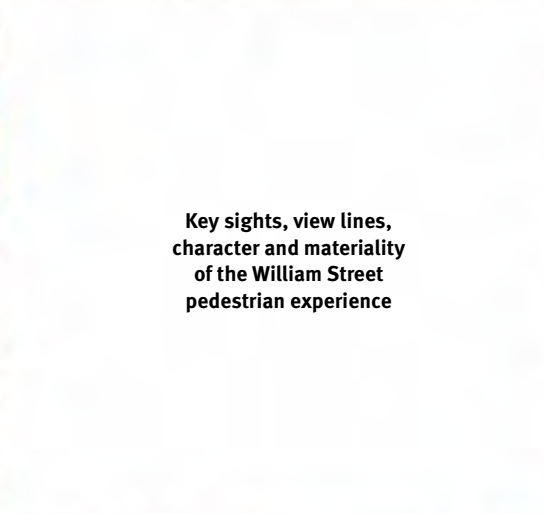 Key sights, view lines,
character and materiality
of the William Street
pedestrian experience